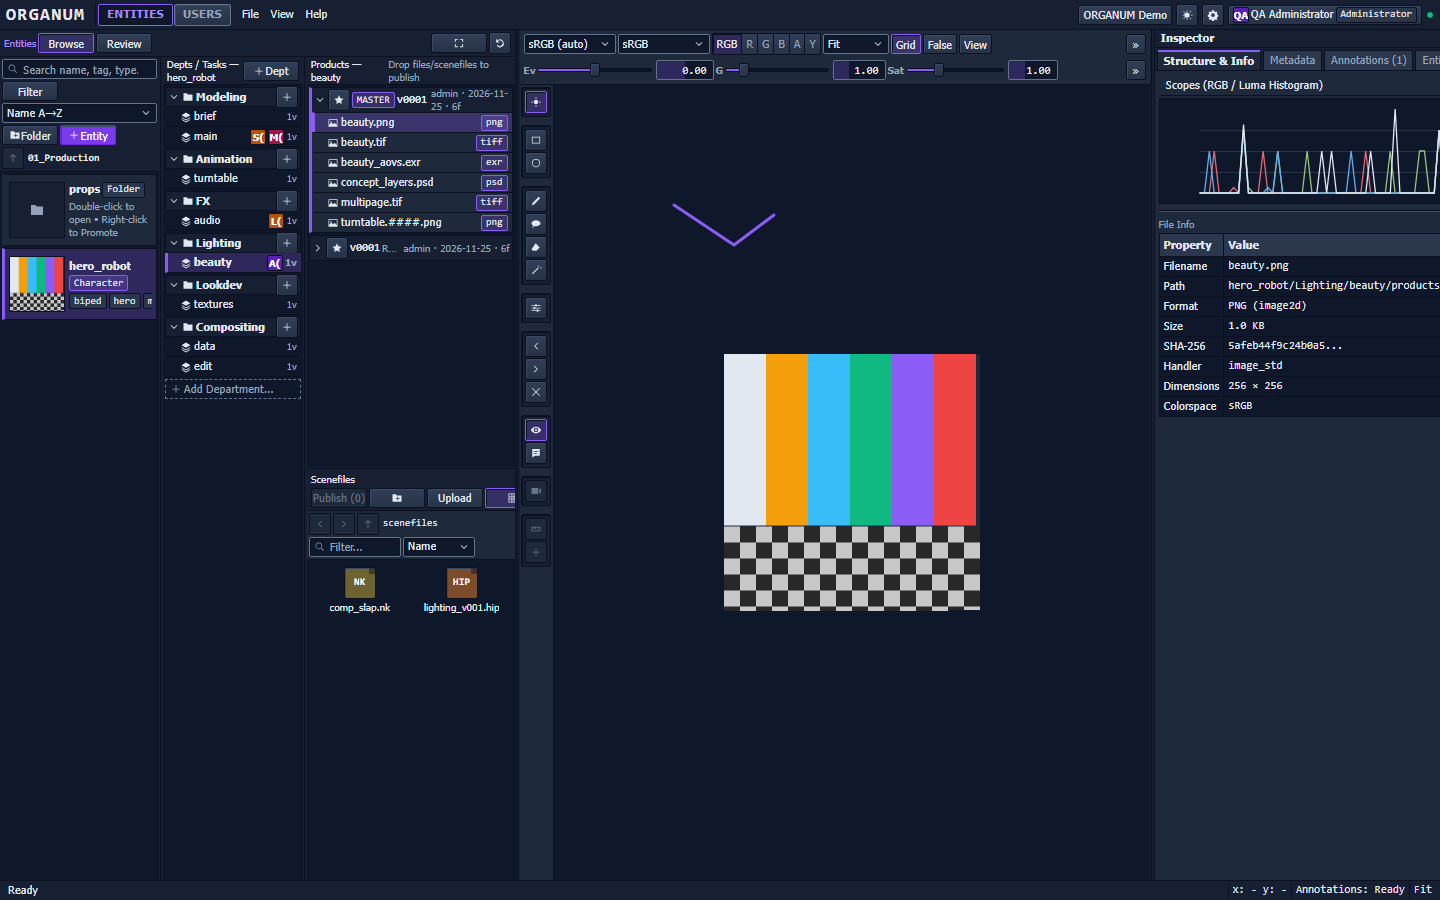 ORGANUM ENTITIES USERS File View Help ORGANUM Demo QA QA Administrator Administrator
Entities Browse Review
Search name, tag, type.
Filter
Name A→Z
Folder + Entity
01_Production
props Folder
Double-click to
open • Right-click
to Promote
hero_robot
Character
biped hero
Depts / Tasks —
hero_robot
+ Dept
Modeling
brief 1v
main S( M( 1v
Animation
turntable 1v
FX
audio L( 1v
Lighting
beauty A( 1v
Lookdev
textures 1v
Compositing
data 1v
edit 1v
+ Add Department...
Products —
beauty
Drop files/scenefiles to
publish
MASTER v0001 admin · 2026-11-
25 · 6f
beauty.png png
beauty.tif tiff
beauty_aovs.exr exr
concept_layers.psd psd
multipage.tif tiff
turntable.####.png png
v0001 R... admin · 2026-11-25 · 6f
Scenefiles
Publish (0) Upload
scenefiles
Filter... Name
NK HIP
comp_slap.nk lighting_v001.hip
sRGB (auto) sRGB RGB R G B A Y Fit Grid False View »
Ev 0.00 G 1.00 Sat 1.00 »
Inspector
Structure & Info Metadata Annotations (1) Enti
Scopes (RGB / Luma Histogram)
File Info
Property Value
Filename beauty.png
Path hero_robot/Lighting/beauty/products
Format PNG (image2d)
Size 1.0 KB
SHA-256 5afeb44f9c24b0a5...
Handler image_std
Dimensions 256 × 256
Colorspace sRGB
Ready x: - y: - Annotations: Ready Fit